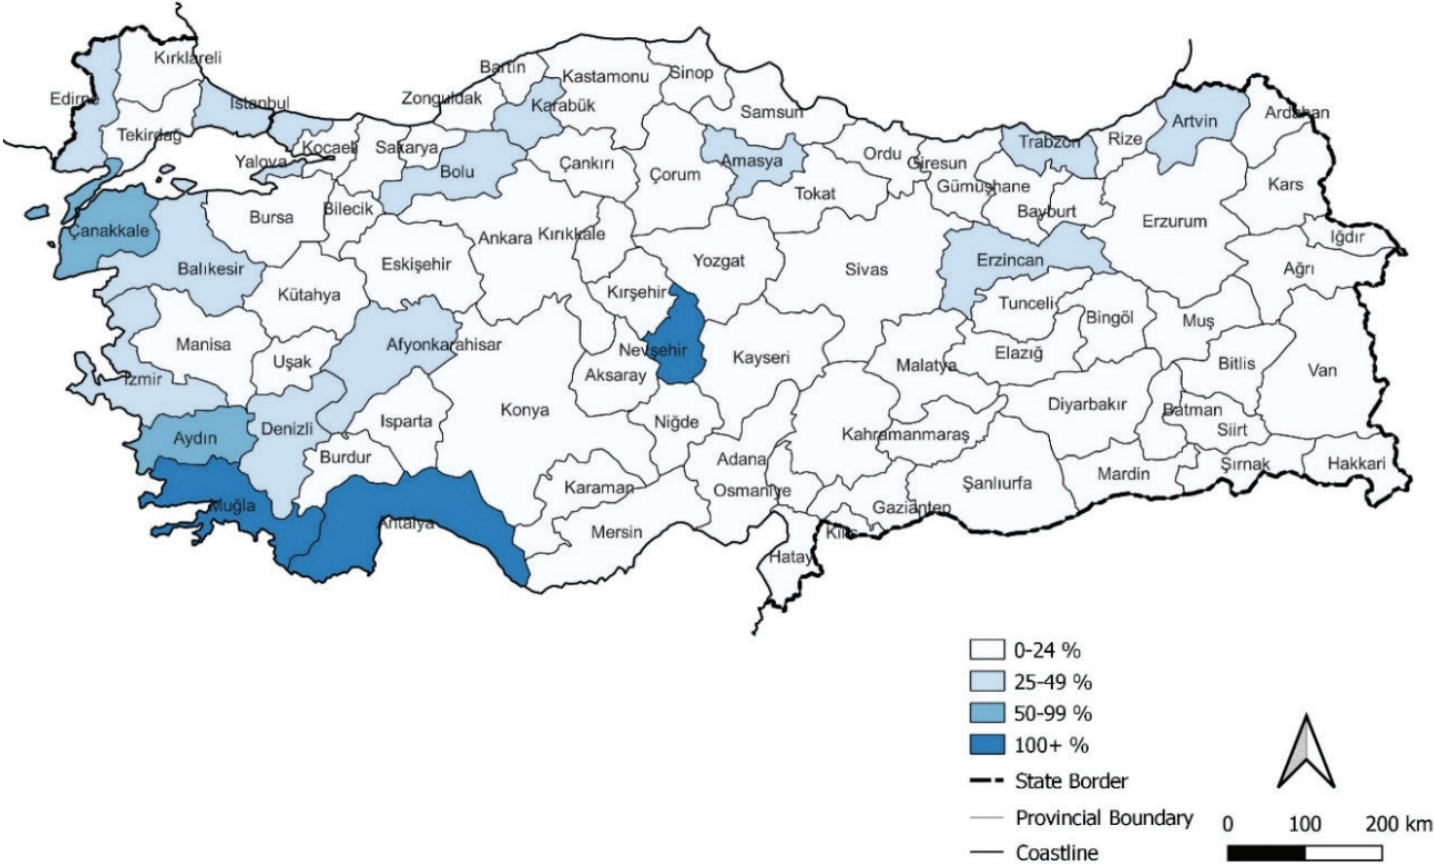 Kırklareli
Bartın
Kastamonu
Sinop
Edirne
İstanbul
Zonguldak
Karabük
Samsun
Ardahan
Artvin
Tekirdağ
Kocaeli
Sakarya
Trabzon
Rize
Yalova
Bolu
Çankırı
Amasya
Ordu
Giresun
Çorum
Gümüşhane
Kars
Tokat
Bilecik
Bursa
Bayburt
Erzurum
Çanakkale
Ankara
Kırıkkale
Iğdır
Balıkesir
Eskişehir
Yozgat
Sivas
Erzincan
Ağrı
Kütahya
Kırşehir
Tunceli
Bingöl
Muş
Manisa
Afyonkarahisar
Nevşehir
Kayseri
Elazığ
Uşak
Malatya
Bitlis
Van
İzmir
Aksaray
Konya
Diyarbakır
Batman
Isparta
Niğde
Siirt
Aydın
Denizli
Kahramanmaraş
Burdur
Adana
Şırnak
Hakkari
Mardin
Karaman
Osmaniye
Şanlıurfa
Muğla
Gaziantep
Antalya
Mersin
Kilis
Hatay
0-24 %
25-49 %
50-99 %
100+ %
State Border
Provincial Boundary
Coastline
0 100 200 km